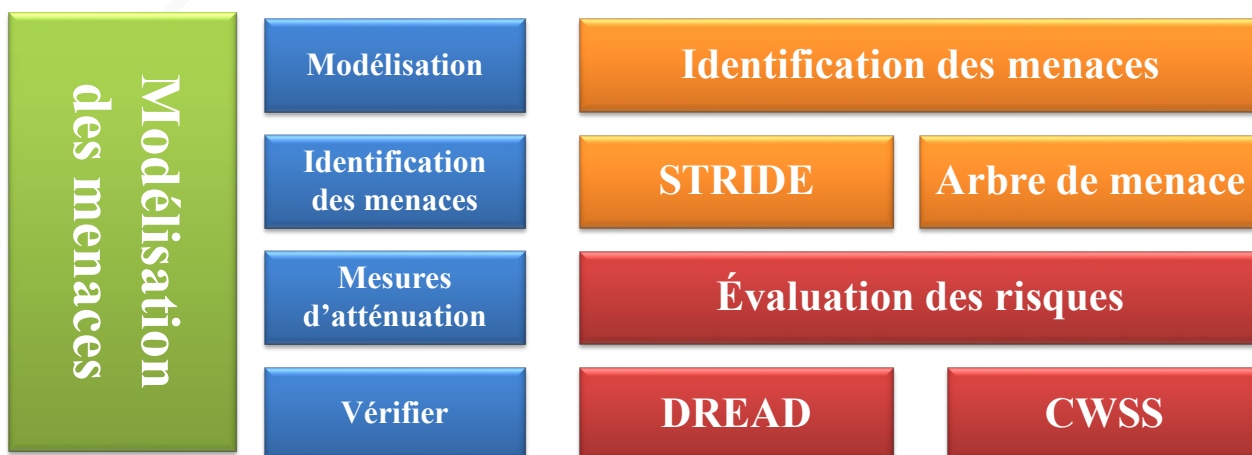 Modélisation
des menaces
Modélisation
Identification
des menaces
Mesures
d’atténuation
Vérifier
Identification des menaces
STRIDE
Arbre de menace
Évaluation des risques
DREAD
CWSS